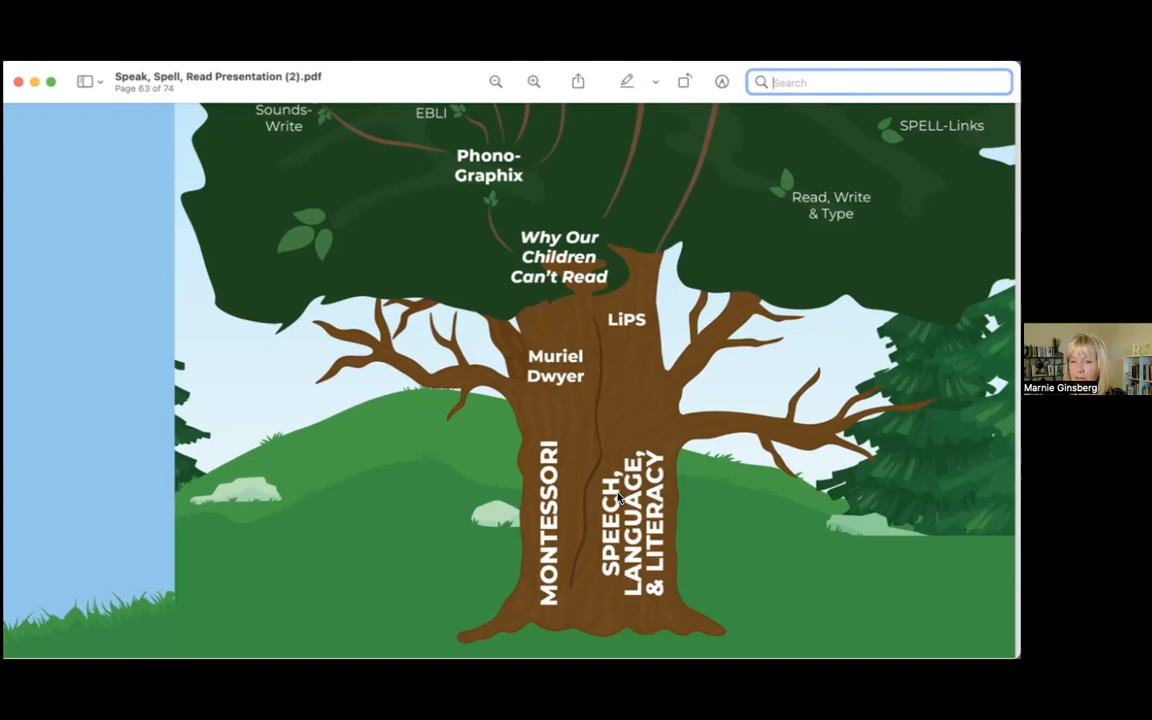 Speak, Spell, Read Presentation (2).pdf
Page 63 of 74
Search
Sounds-
Write
EBLI
SPELL-Links
Phono-
Graphix
Read, Write
& Type
Why Our
Children
Can't Read
LiPS
Muriel
Dwyer
MONTESSORI
SPEECH,
LANGUAGE,
& LITERACY
Marnie Ginsberg